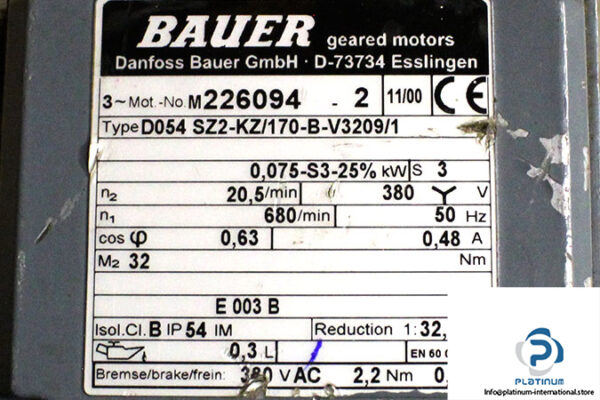 BAUER geared motors
Danfoss Bauer GmbH · D-73734 Esslingen
3~ Mot.-No. M226094 - 2 11/00 CE
Type D054 SZ2-KZ/170-B-V3209/1
0,075-S3-25% kW S 3
n₂ 20,5/min 380 Y V
n₁ 680/min 50 Hz
cos φ 0,63 0,48 A
M₂ 32 Nm
E 003 B
Isol.Cl. B IP 54 IM Reduction 1: 32,
0,3 L EN 60
Bremse/brake/frein: 380 V AC 2,2 Nm 0,
PLATINUM
Info@platinum-international.store